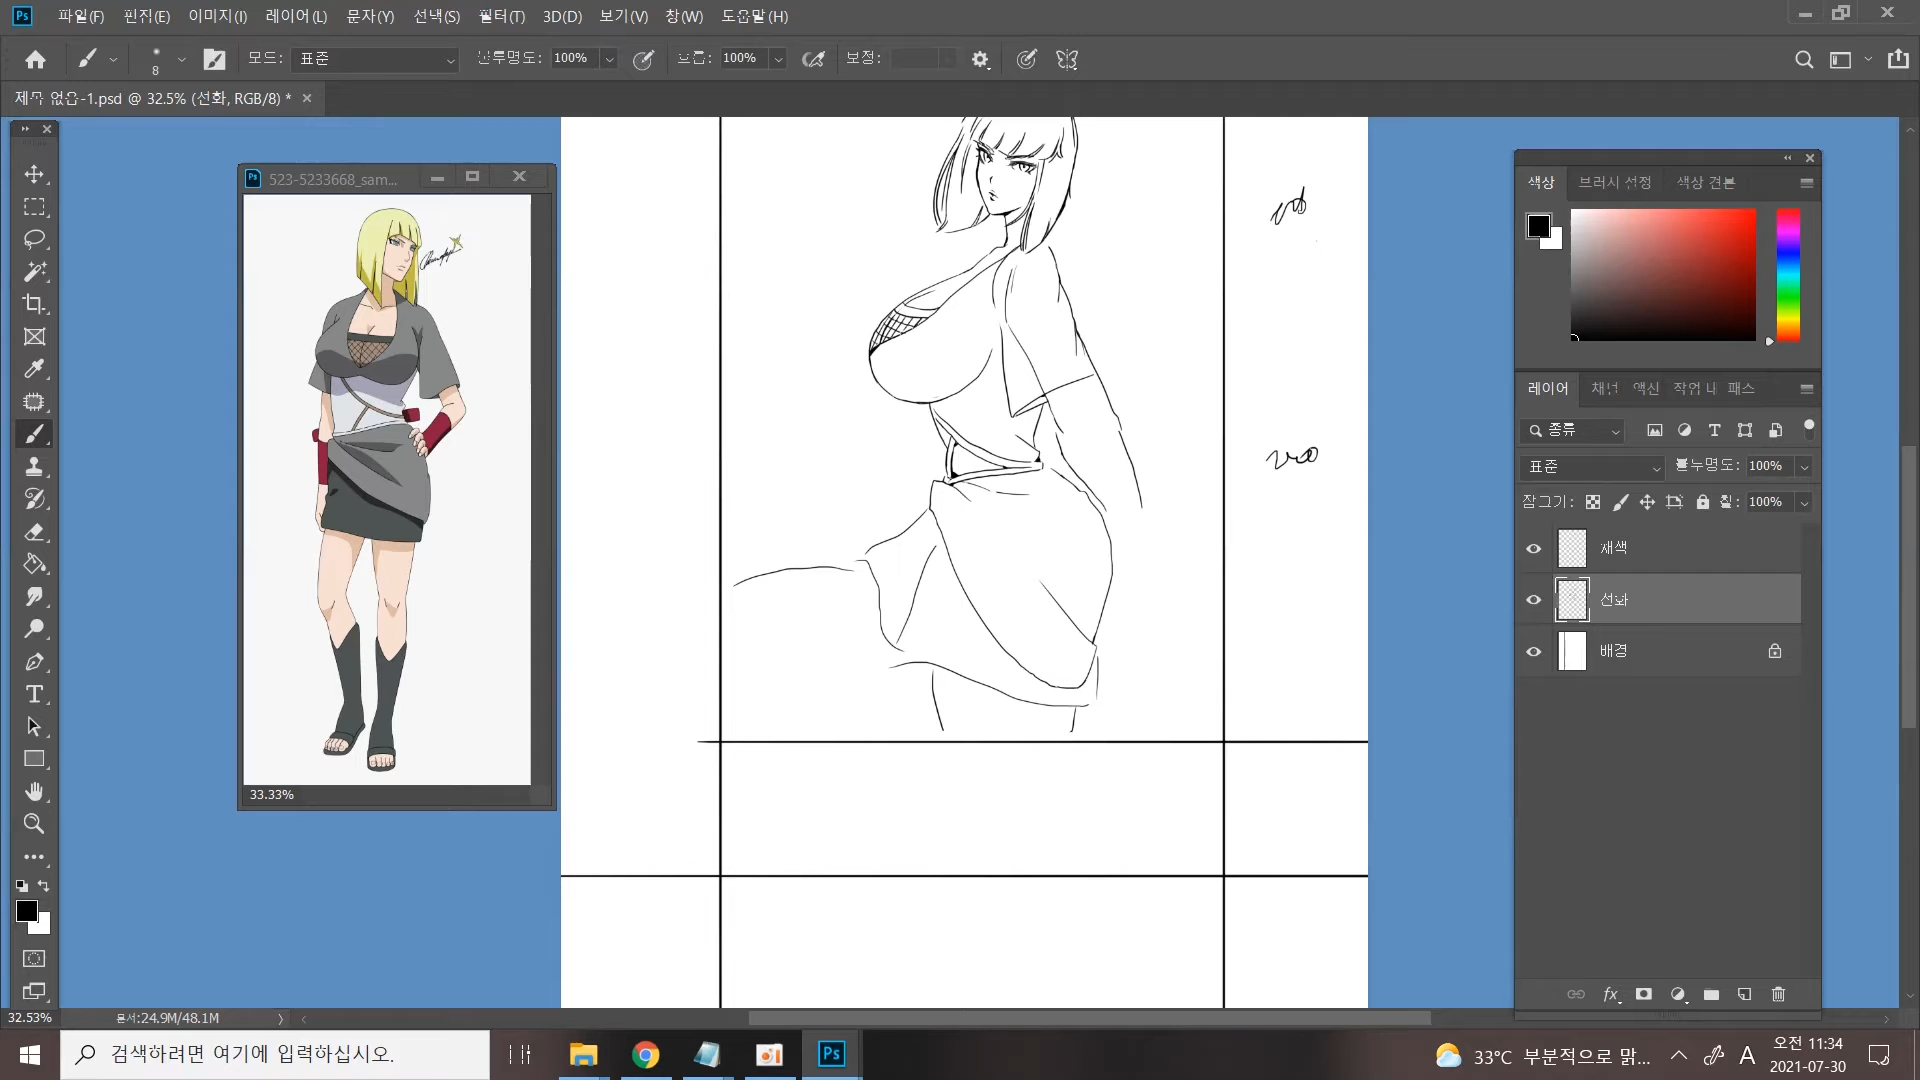 파일(F) 편집(E) 이미지(I) 레이어(L) 문자(Y) 선택(S) 필터(T) 3D(D) 보기(V) 창(W) 도움말(H)
8 모드: 표준 불투명도: 100% 흐름: 100% 보정:
제목 없음-1.psd @ 32.5% (선화, RGB/8) *
523-5233668_sam...
33.33%
색상 브러시 설정 색상 견본
레이어 채널 액션 작업 내 패스
종류
표준 불투명도: 100%
잠그기: 칠: 100%
채색
선화
배경
fx
32.53% 문서:24.9M/48.1M
검색하려면 여기에 입력하십시오.
Ps
33°C 부분적으로 맑... A 오전 11:34
2021-07-30